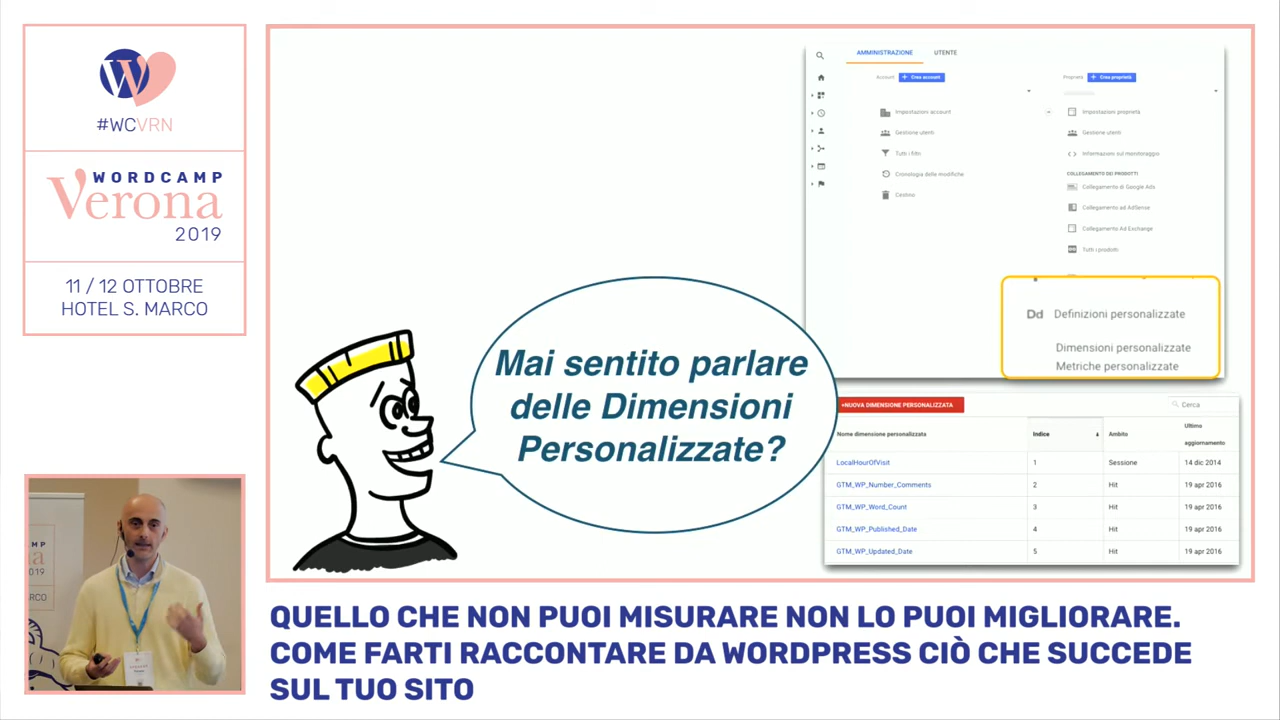 #WCVRN
WORDCAMP
Verona
2019
11 / 12 OTTOBRE
HOTEL S. MARCO
AMMINISTRAZIONE UTENTE
Account + Crea account
Proprietà + Crea proprietà
Impostazioni account
Gestione utenti
Tutti i filtri
Cronologia delle modifiche
Cestino
Impostazioni proprietà
Gestione utenti
Informazioni sul monitoraggio
COLLEGAMENTO DEI PRODOTTI
Collegamento di Google Ads
Collegamento ad AdSense
Collegamento Ad Exchange
Tutti i prodotti
Dd Definizioni personalizzate
Dimensioni personalizzate
Metriche personalizzate
Mai sentito parlare
delle Dimensioni
Personalizzate?
+NUOVA DIMENSIONE PERSONALIZZATA
Cerca
Nome dimensione personalizzata Indice Ambito Ultimo aggiornamento
LocalHourOfVisit 1 Sessione 14 dic 2014
GTM_WP_Number_Comments 2 Hit 19 apr 2016
GTM_WP_Word_Count 3 Hit 19 apr 2016
GTM_WP_Published_Date 4 Hit 19 apr 2016
GTM_WP_Updated_Date 5 Hit 19 apr 2016
CAMP
ona
2019
RCO
QUELLO CHE NON PUOI MISURARE NON LO PUOI MIGLIORARE.
COME FARTI RACCONTARE DA WORDPRESS CIÒ CHE SUCCEDE
SUL TUO SITO